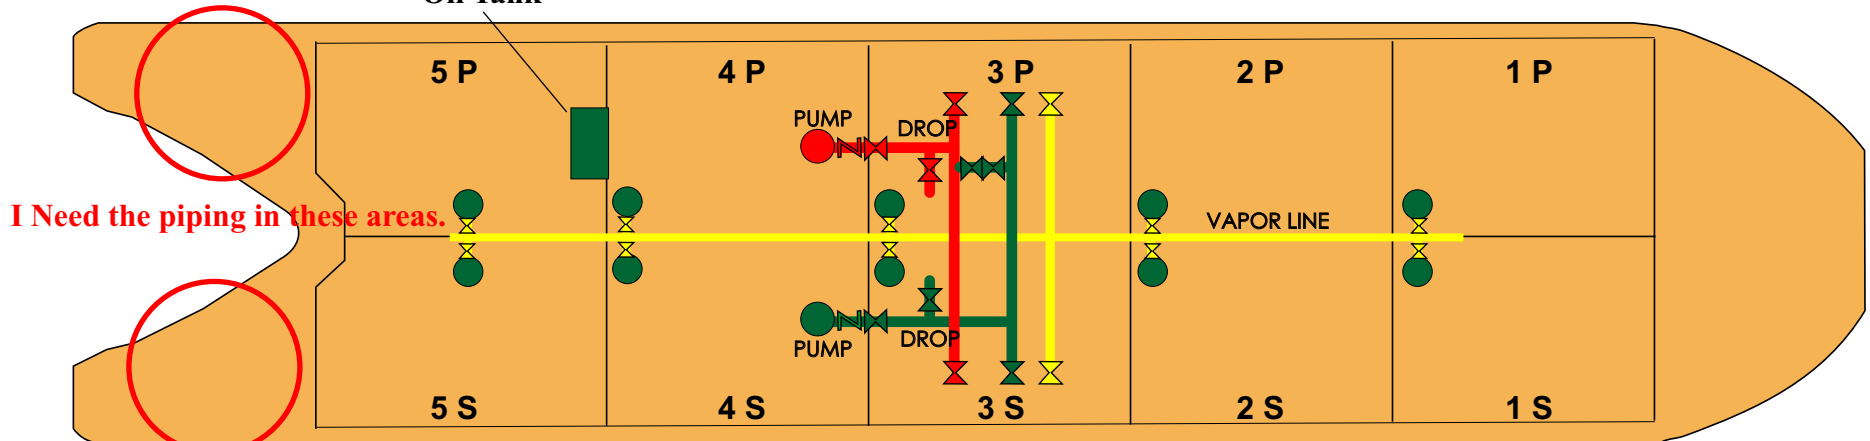 Tank
5 P
4 P
3 P
2 P
1 P
PUMP
DROP
I Need the piping in these areas.
VAPOR LINE
PUMP
DROP
5 S
4 S
3 S
2 S
1 S